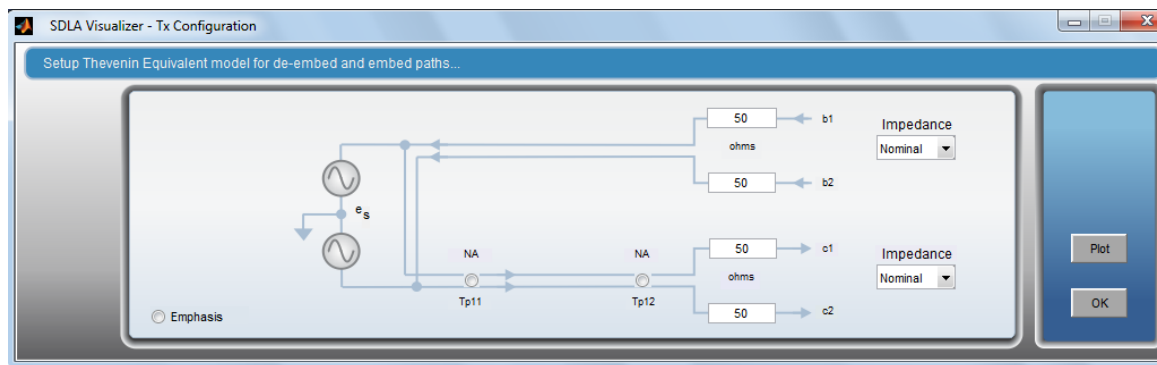 SDLA Visualizer - Tx Configuration
Setup Thevenin Equivalent model for de-embed and embed paths...
50
b1
ohms
Impedance
Nominal
50
b2
es
NA
NA
50
c1
ohms
Impedance
Nominal
Tp11
Tp12
50
c2
Emphasis
Plot
OK